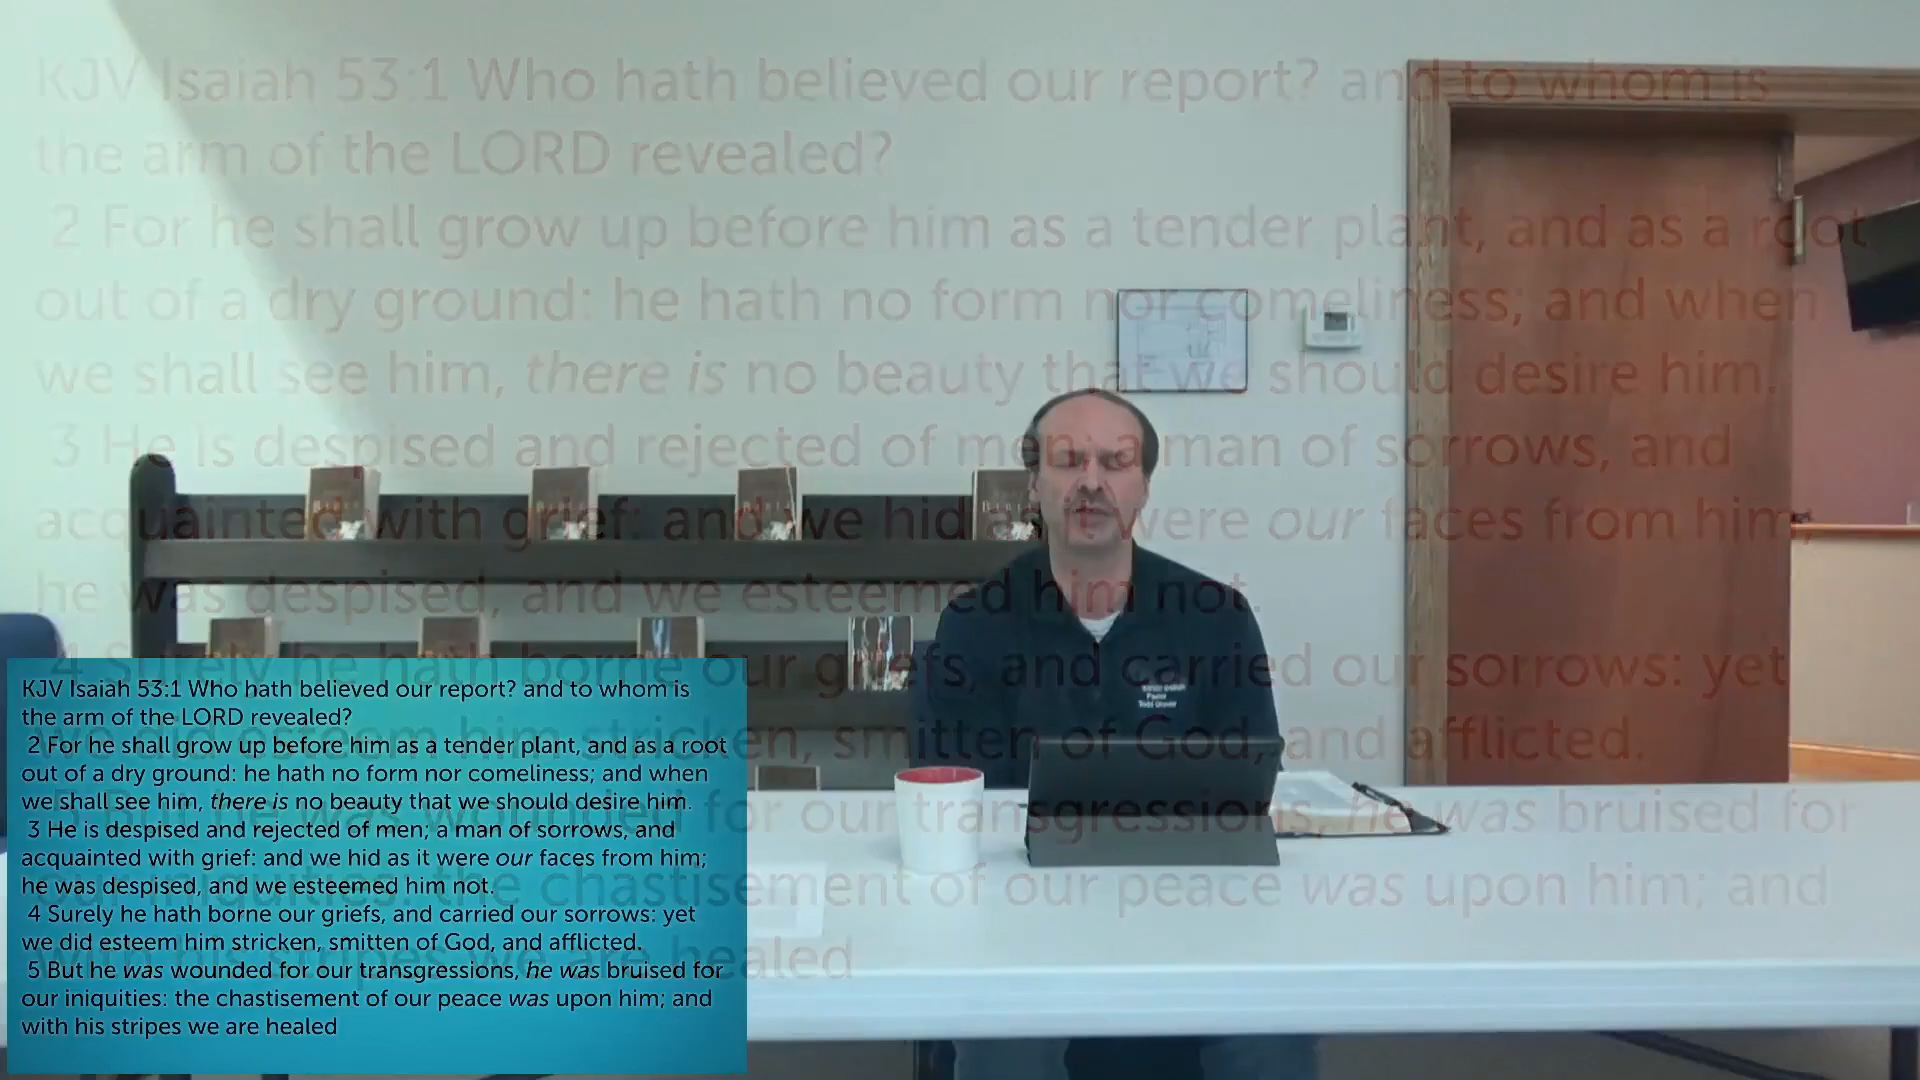 KJV Isaiah 53:1 Who hath believed our report? and to whom is
the arm of the LORD revealed?
2 For he shall grow up before him as a tender plant, and as a root
out of a dry ground: he hath no form nor comeliness; and when
we shall see him, there is no beauty that we should desire him.
3 He is despised and rejected of men; a man of sorrows, and
acquainted with grief: and we hid as it were our faces from him;
he was despised, and we esteemed him not.
4 Surely he hath borne our griefs, and carried our sorrows: yet
we did esteem him stricken, smitten of God, and afflicted.
5 But he was wounded for our transgressions, he was bruised for
our iniquities: the chastisement of our peace was upon him; and
with his stripes we are healed
KJV Isaiah 53:1 Who hath believed our report? and to whom is
the arm of the LORD revealed?
2 For he shall grow up before him as a tender plant, and as a root
out of a dry ground: he hath no form nor comeliness; and when
we shall see him, there is no beauty that we should desire him.
3 He is despised and rejected of men; a man of sorrows, and
acquainted with grief: and we hid as it were our faces from him;
he was despised, and we esteemed him not.
4 Surely he hath borne our griefs, and carried our sorrows: yet
we did esteem him stricken, smitten of God, and afflicted.
5 But he was wounded for our transgressions, he was bruised for
our iniquities: the chastisement of our peace was upon him; and
with his stripes we are healed